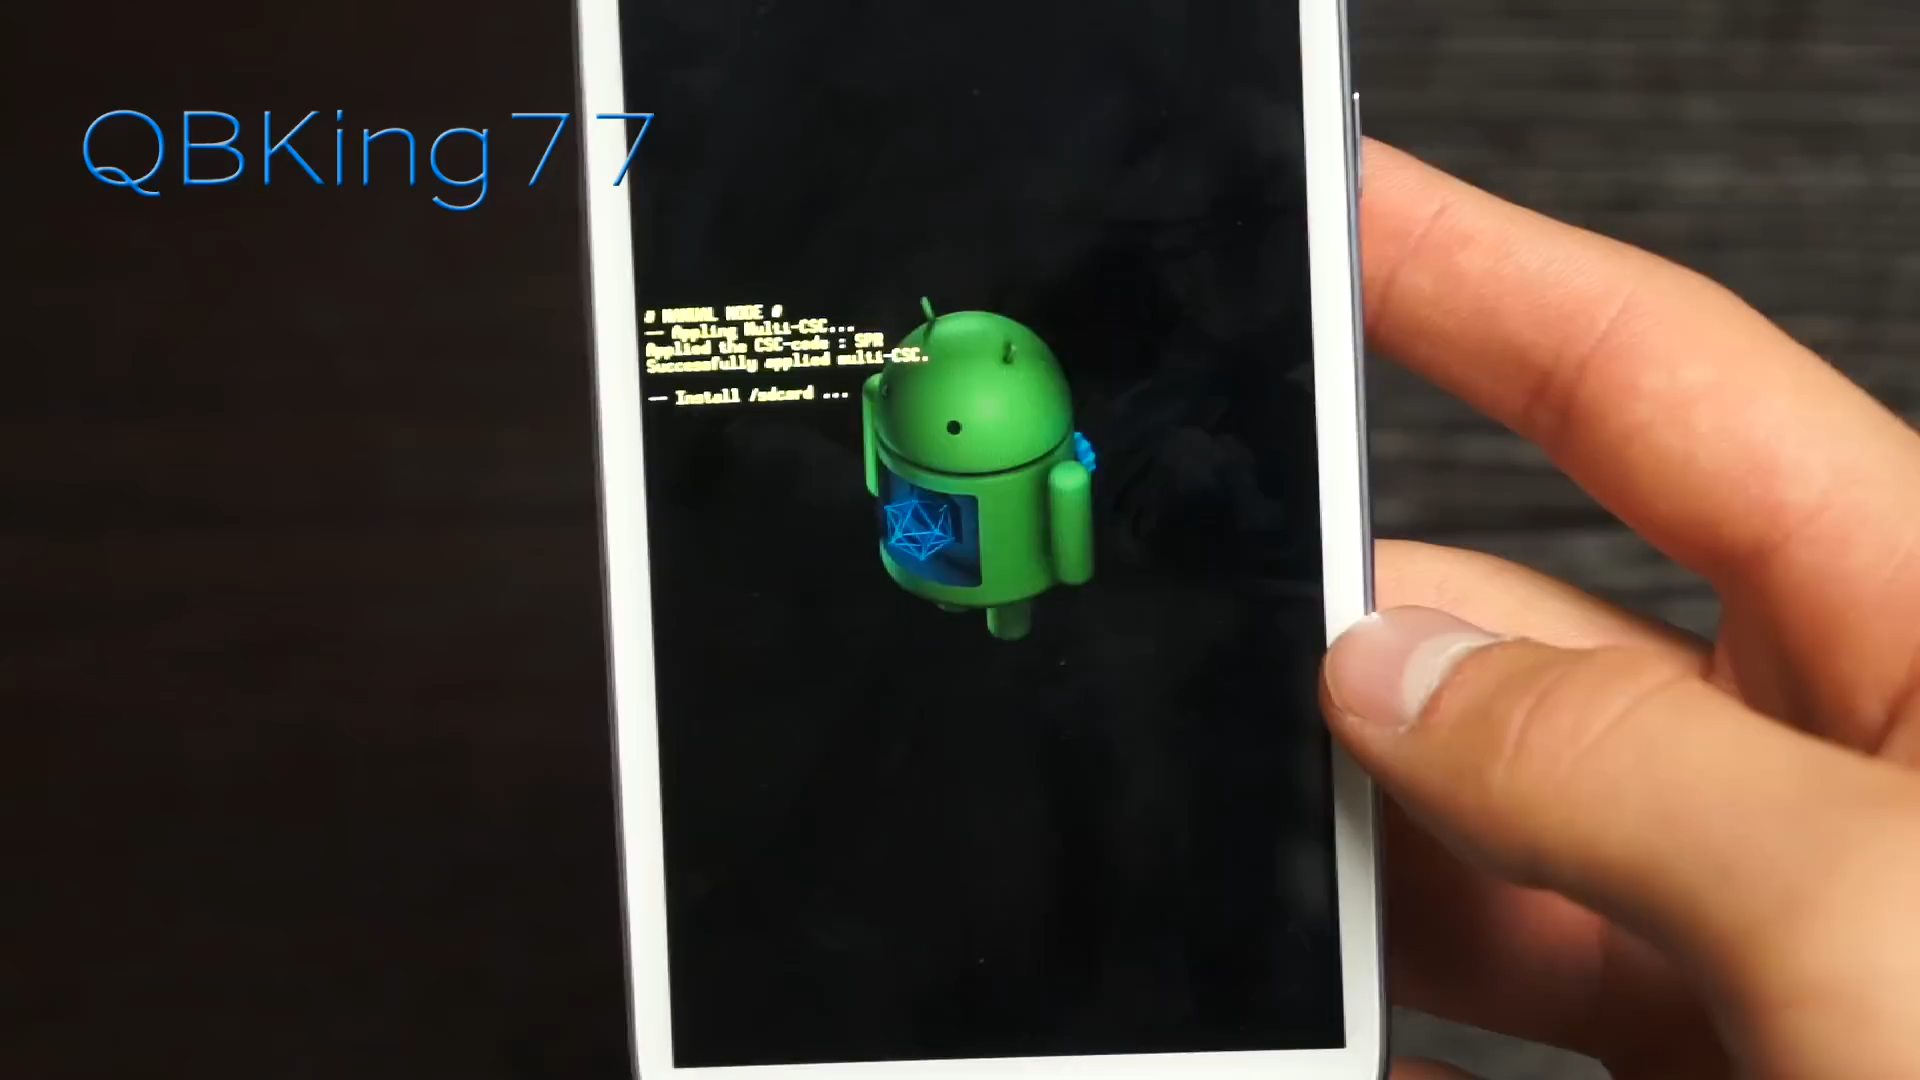 QBKing77
# MANUAL MODE #
-- Appling Multi-CSC...
Applied the CSC-code : SPR
Successfully applied multi-CSC.
-- Install /sdcard ...